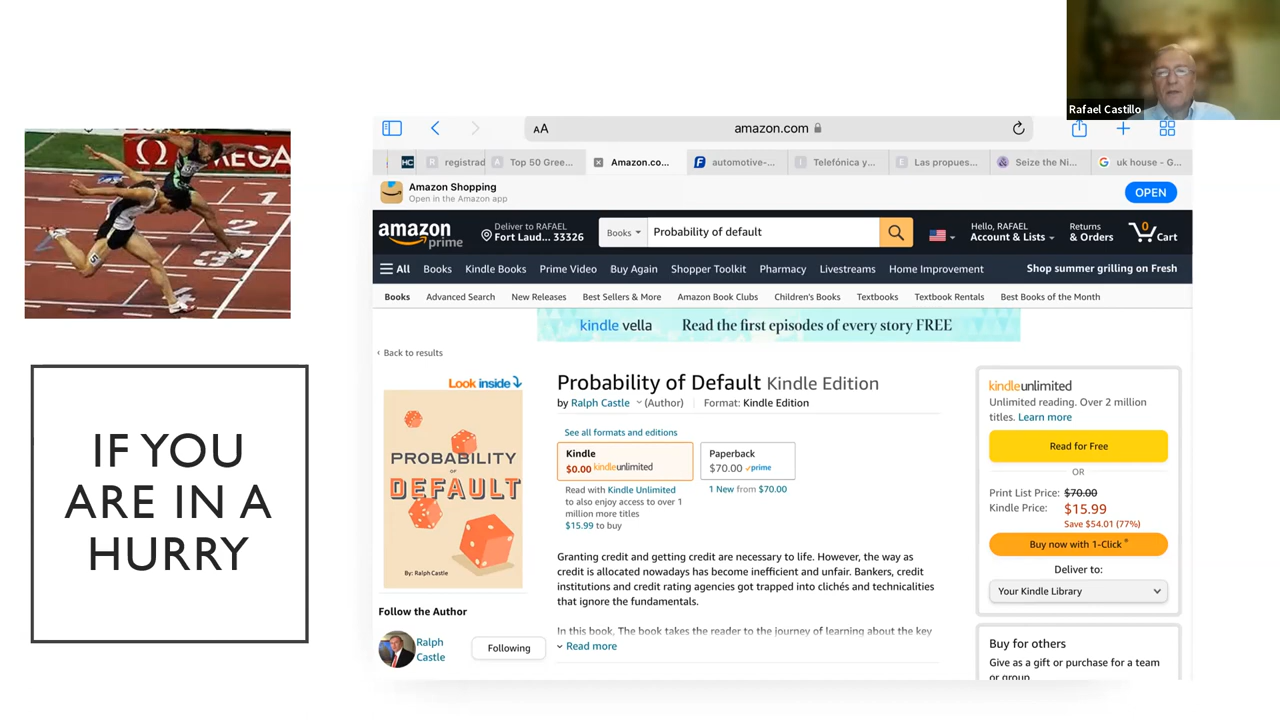 Rafael Castillo
OMEGA
IF YOU
ARE IN A
HURRY
AA
amazon.com
HC
registrad
Top 50 Gree...
Amazon.co...
automotive-...
Telefónica y...
Las propues...
Seize the Ni...
uk house - G...
Amazon Shopping
Open in the Amazon app
OPEN
amazon
prime
Deliver to RAFAEL
Fort Laud... 33326
Books
Probability of default
Hello, RAFAEL
Account & Lists
Returns
& Orders
0
Cart
All Books Kindle Books Prime Video Buy Again Shopper Toolkit Pharmacy Livestreams Home Improvement
Shop summer grilling on Fresh
Books Advanced Search New Releases Best Sellers & More Amazon Book Clubs Children's Books Textbooks Textbook Rentals Best Books of the Month
kindle vella Read the first episodes of every story FREE
‹ Back to results
Look inside
PROBABILITY
OF
DEFAULT
By: Ralph Castle
Follow the Author
Ralph
Castle
Following
Probability of Default Kindle Edition
by Ralph Castle (Author) Format: Kindle Edition
See all formats and editions
Kindle
$0.00 kindleunlimited
Paperback
$70.00 prime
Read with Kindle Unlimited
to also enjoy access to over 1
million more titles
$15.99 to buy
1 New from $70.00
Granting credit and getting credit are necessary to life. However, the way as
credit is allocated nowadays has become inefficient and unfair. Bankers, credit
institutions and credit rating agencies got trapped into clichés and technicalities
that ignore the fundamentals.
In this book, The book takes the reader to the journey of learning about the key
Read more
kindleunlimited
Unlimited reading. Over 2 million
titles. Learn more
Read for Free
OR
Print List Price: $70.00
Kindle Price: $15.99
Save $54.01 (77%)
Buy now with 1-Click ®
Deliver to:
Your Kindle Library
Buy for others
Give as a gift or purchase for a team
or group.